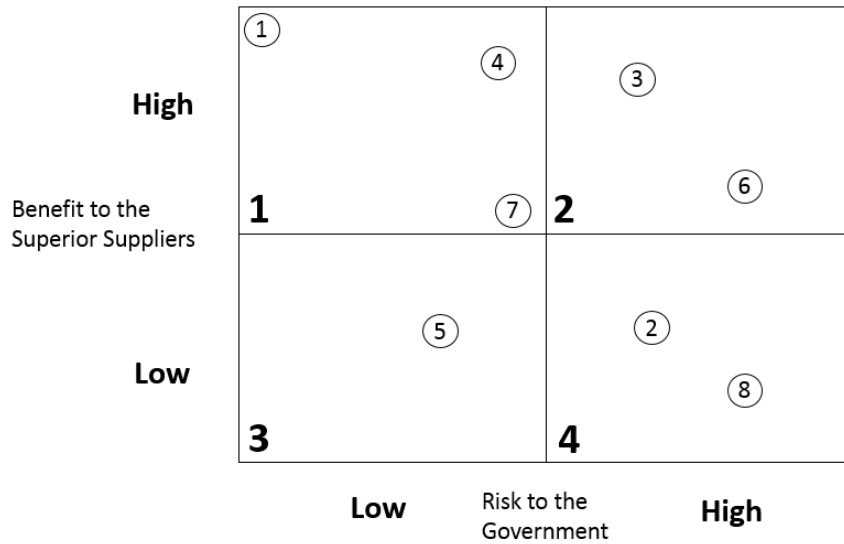 1
4
3
High
6
Benefit to the
Superior Suppliers
1
7
2
5
2
Low
8
3
4
Low
Risk to the
Government
High